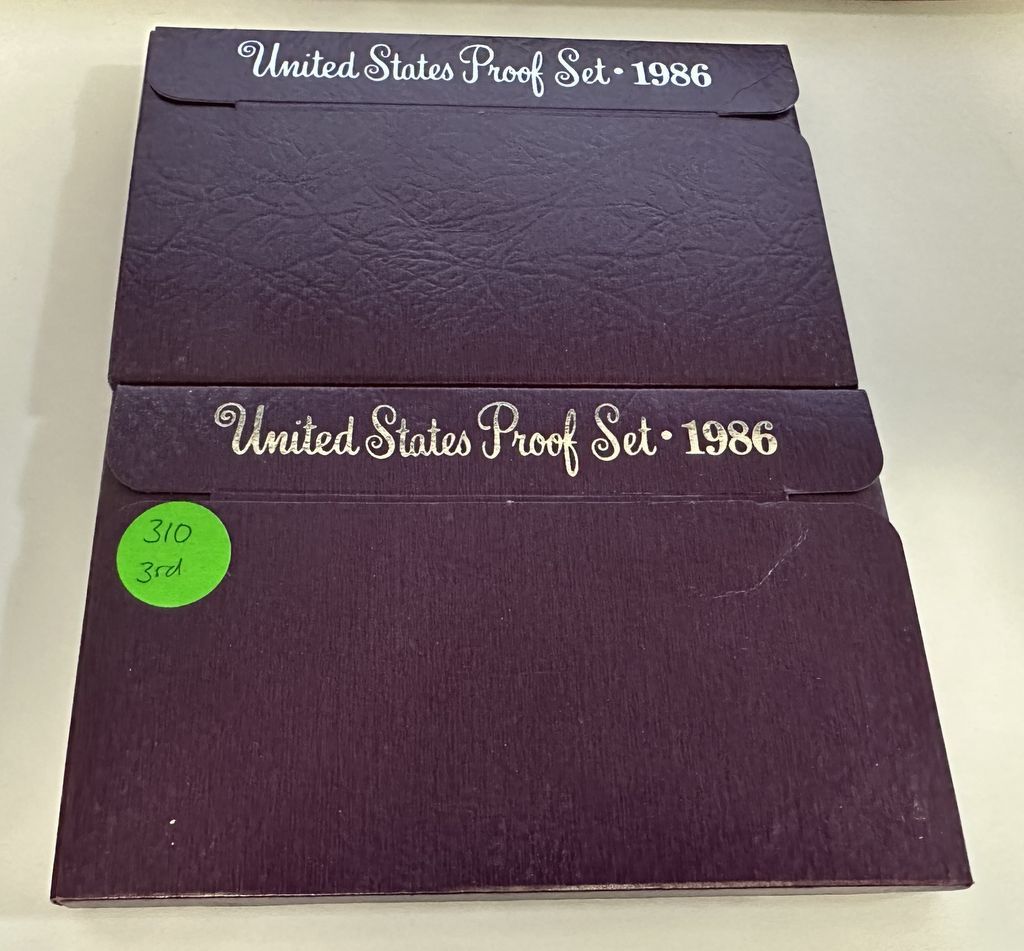 United States Proof Set • 1986
United States Proof Set • 1986
310
3rd